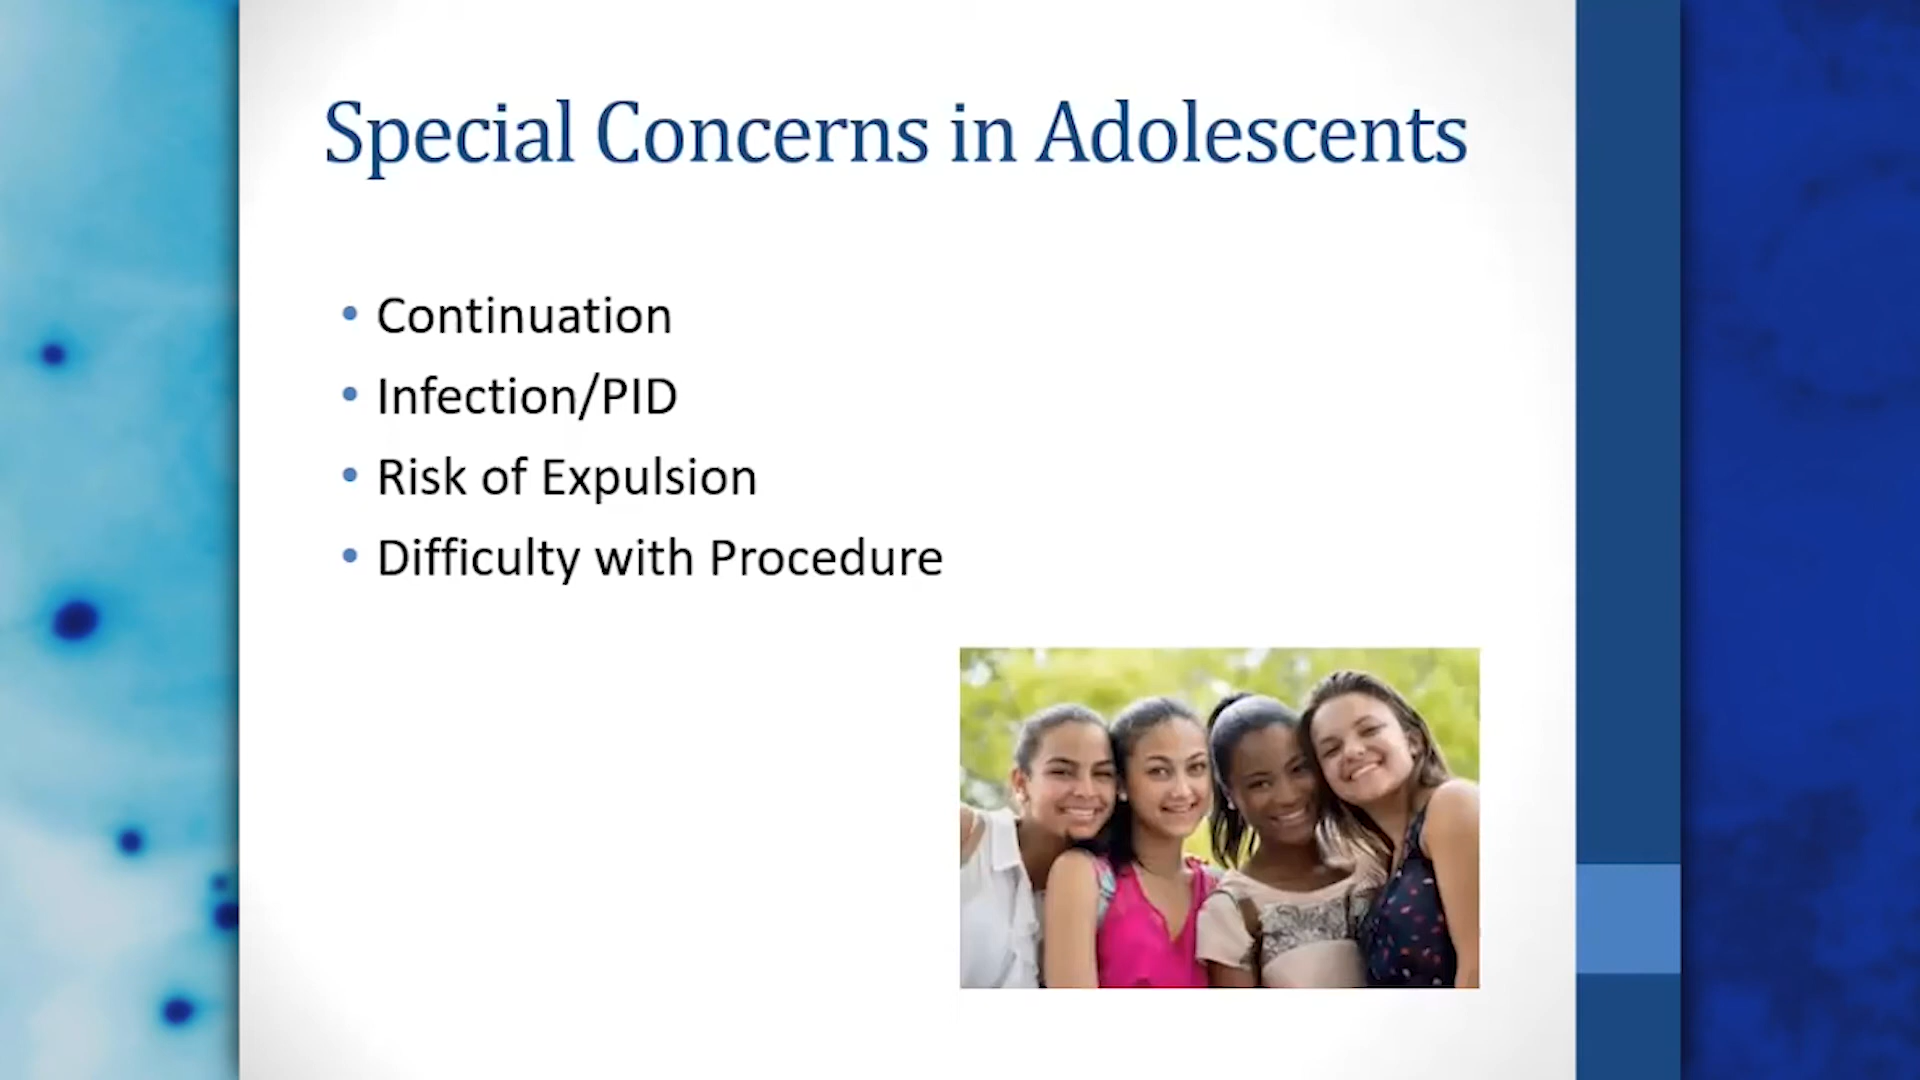 Special Concerns in Adolescents
• Continuation
• Infection/PID
• Risk of Expulsion
• Difficulty with Procedure